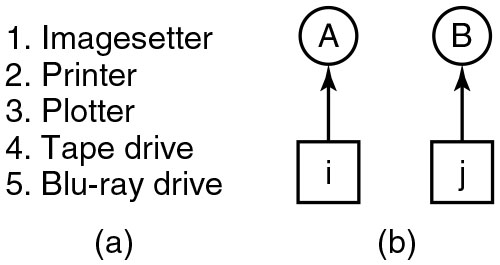 1. Imagesetter
2. Printer
3. Plotter
4. Tape drive
5. Blu-ray drive
(a)
A B
i j
(b)